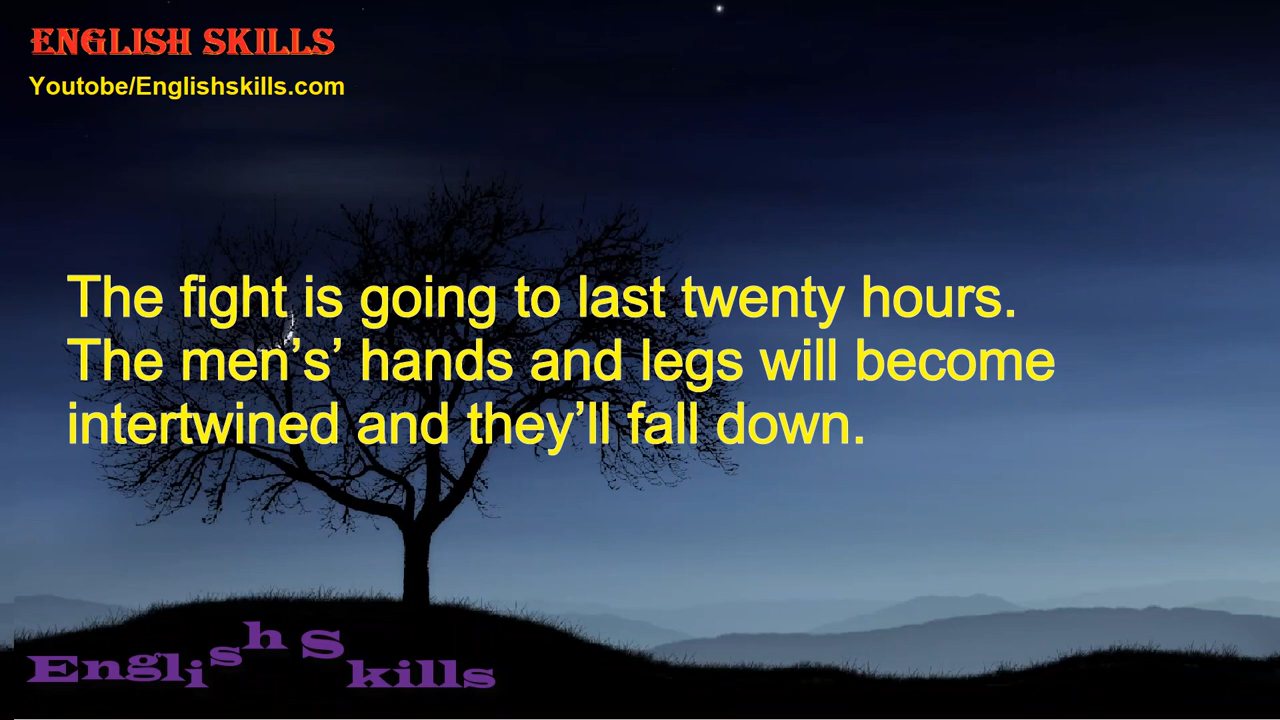 ENGLISH SKILLS
Youtobe/Englishskills.com
The fight is going to last twenty hours.
The men’s’ hands and legs will become
intertwined and they’ll fall down.
English Skills